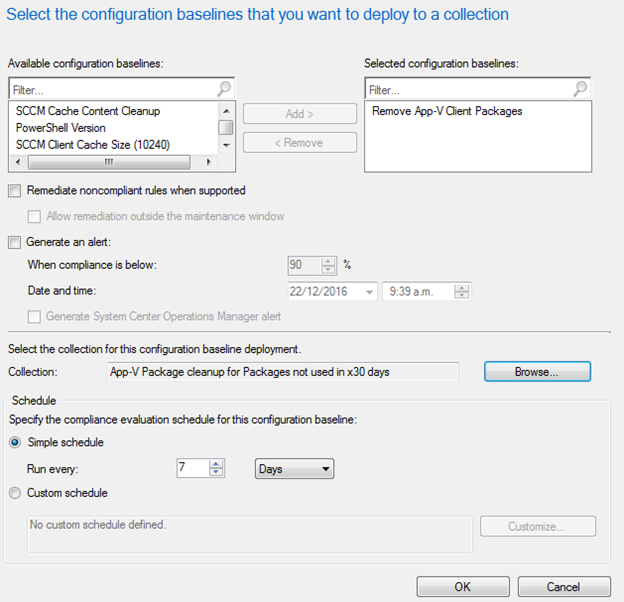 Select the configuration baselines that you want to deploy to a collection
Available configuration baselines:
Selected configuration baselines:
Filter...
Filter...
SCCM Cache Content Cleanup
PowerShell Version
SCCM Client Cache Size (10240)
Add >
< Remove
Remove App-V Client Packages
Remediate noncompliant rules when supported
Allow remediation outside the maintenance window
Generate an alert:
When compliance is below:
90
%
Date and time:
22/12/2016
9:39 a.m.
Generate System Center Operations Manager alert
Select the collection for this configuration baseline deployment.
Collection:
App-V Package cleanup for Packages not used in x30 days
Browse...
Schedule
Specify the compliance evaluation schedule for this configuration baseline:
Simple schedule
Run every:
7
Days
Custom schedule
No custom schedule defined.
Customize...
OK
Cancel